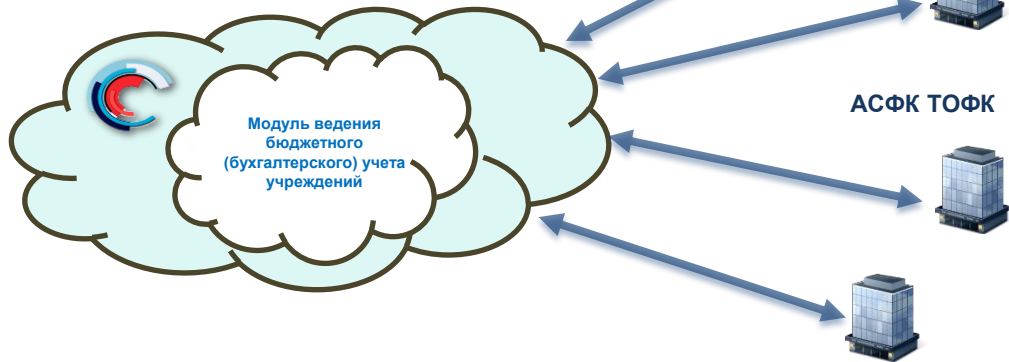 Модуль ведения
бюджетного
(бухгалтерского) учета
учреждений
АСФК ТОФК